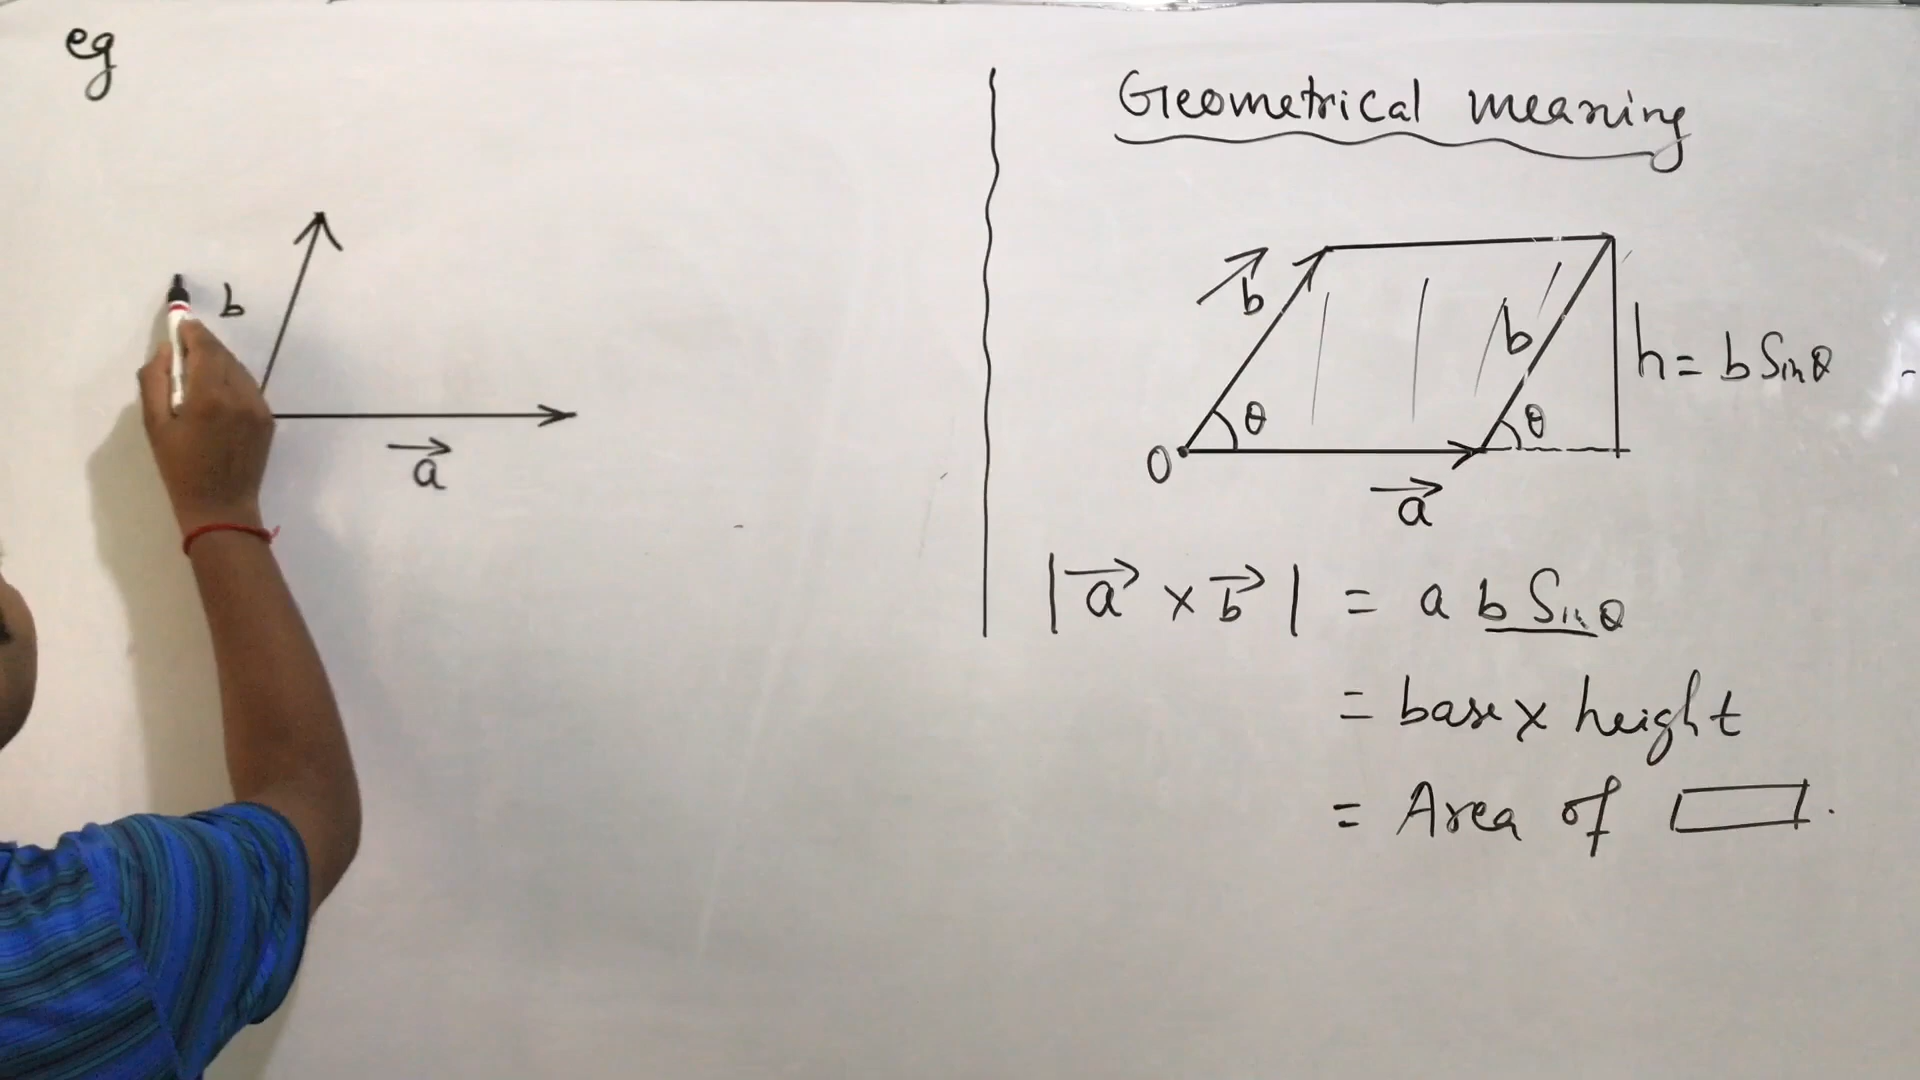 eg
b
a
Geometrical meaning
b
b
h = b Sinθ
θ
θ
O
a
|a × b| = a b Sinθ
= base × height
= Area of